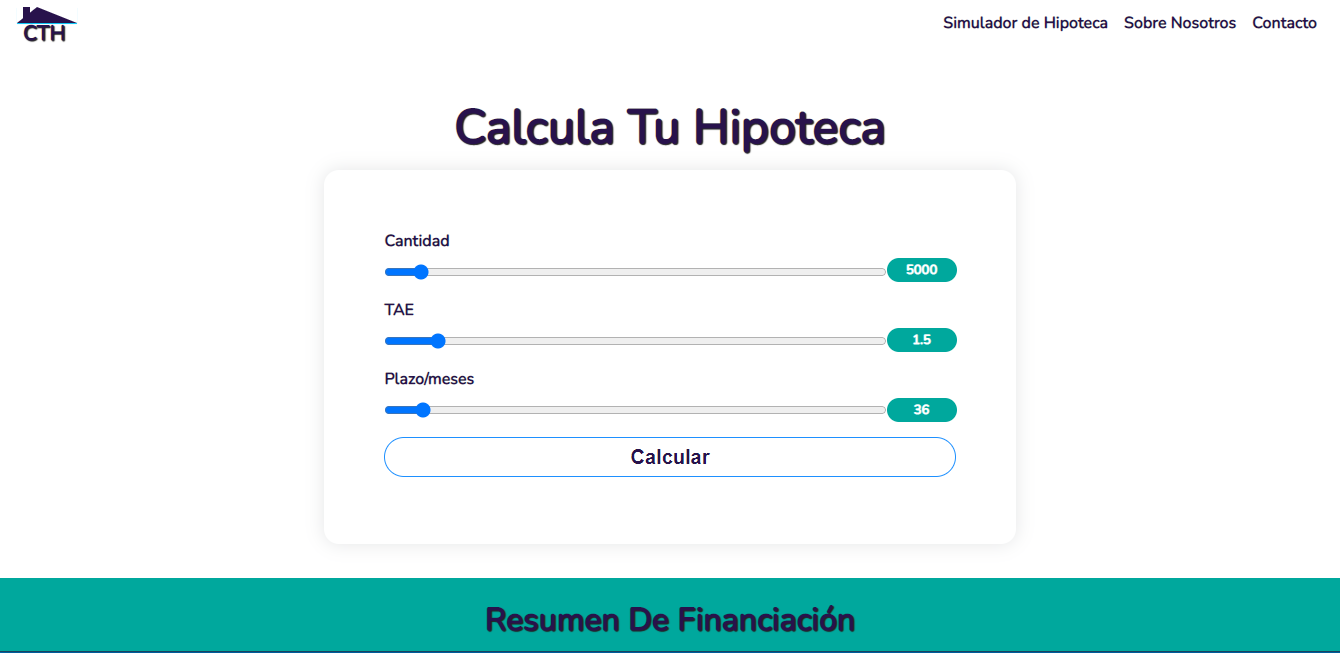 CTH
Simulador de Hipoteca Sobre Nosotros Contacto
Calcula Tu Hipoteca
Cantidad
5000
TAE
1.5
Plazo/meses
36
Calcular
Resumen De Financiación